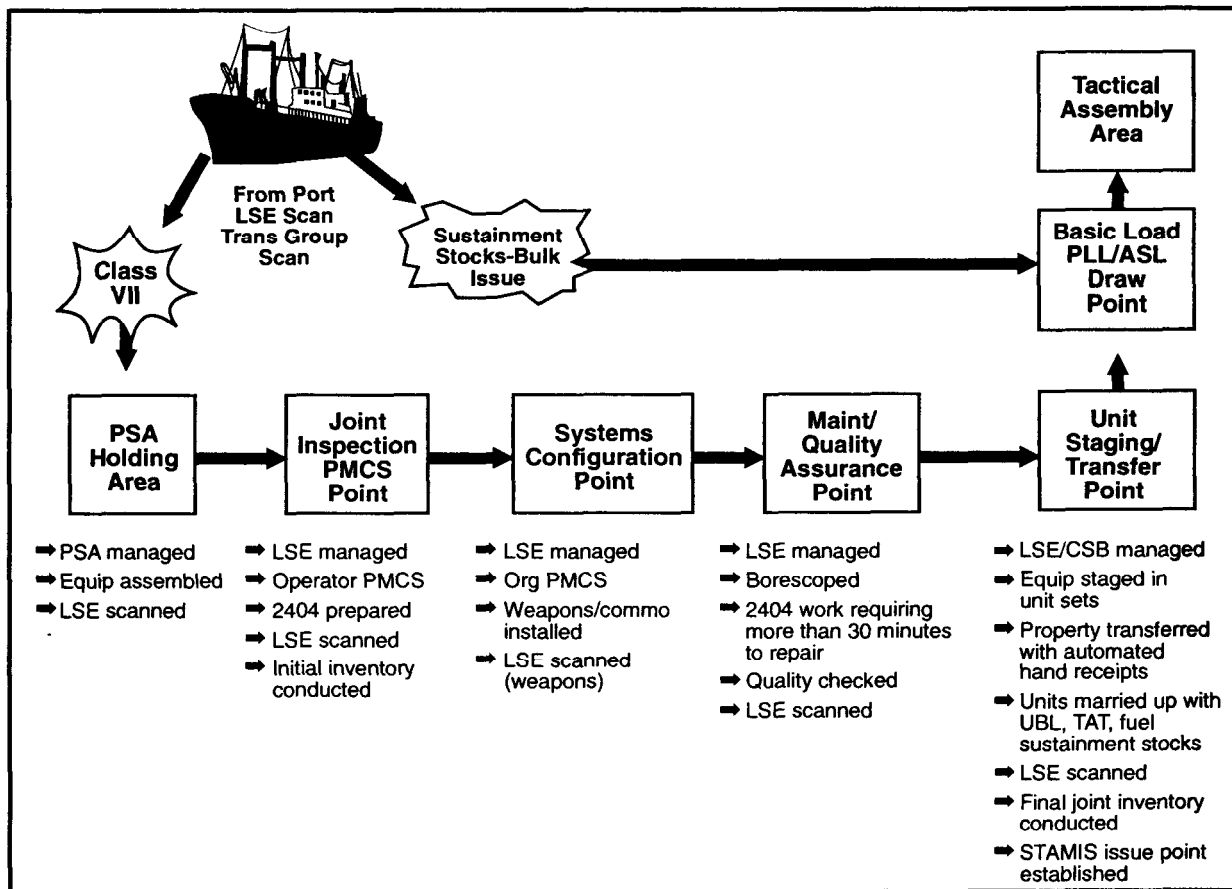 From Port
LSE Scan
Trans Group
Scan
Class
VII
Sustainment
Stocks-Bulk
Issue
Tactical
Assembly
Area
Basic Load
PLL/ASL
Draw
Point
PSA
Holding
Area
Joint
Inspection
PMCS
Point
Systems
Configuration
Point
Maint/
Quality
Assurance
Point
Unit
Staging/
Transfer
Point
PSA managed
Equip assembled
LSE scanned
LSE managed
Operator PMCS
2404 prepared
LSE scanned
Initial inventory
conducted
LSE managed
Org PMCS
Weapons/commo
installed
LSE scanned
(weapons)
LSE managed
Borescoped
2404 work requiring
more than 30 minutes
to repair
Quality checked
LSE scanned
LSE/CSB managed
Equip staged in
unit sets
Property transferred
with automated
hand receipts
Units married up with
UBL, TAT, fuel
sustainment stocks
LSE scanned
Final joint inventory
conducted
STAMIS issue point
established